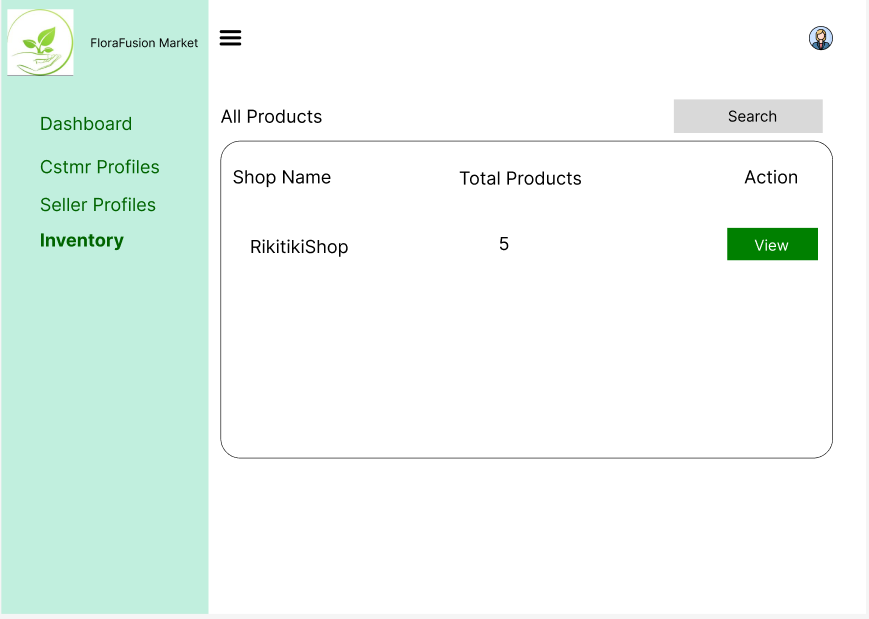 FloraFusion Market
Dashboard
Cstmr Profiles
Seller Profiles
Inventory
All Products
Search
Shop Name Total Products Action
RikitikiShop 5 View